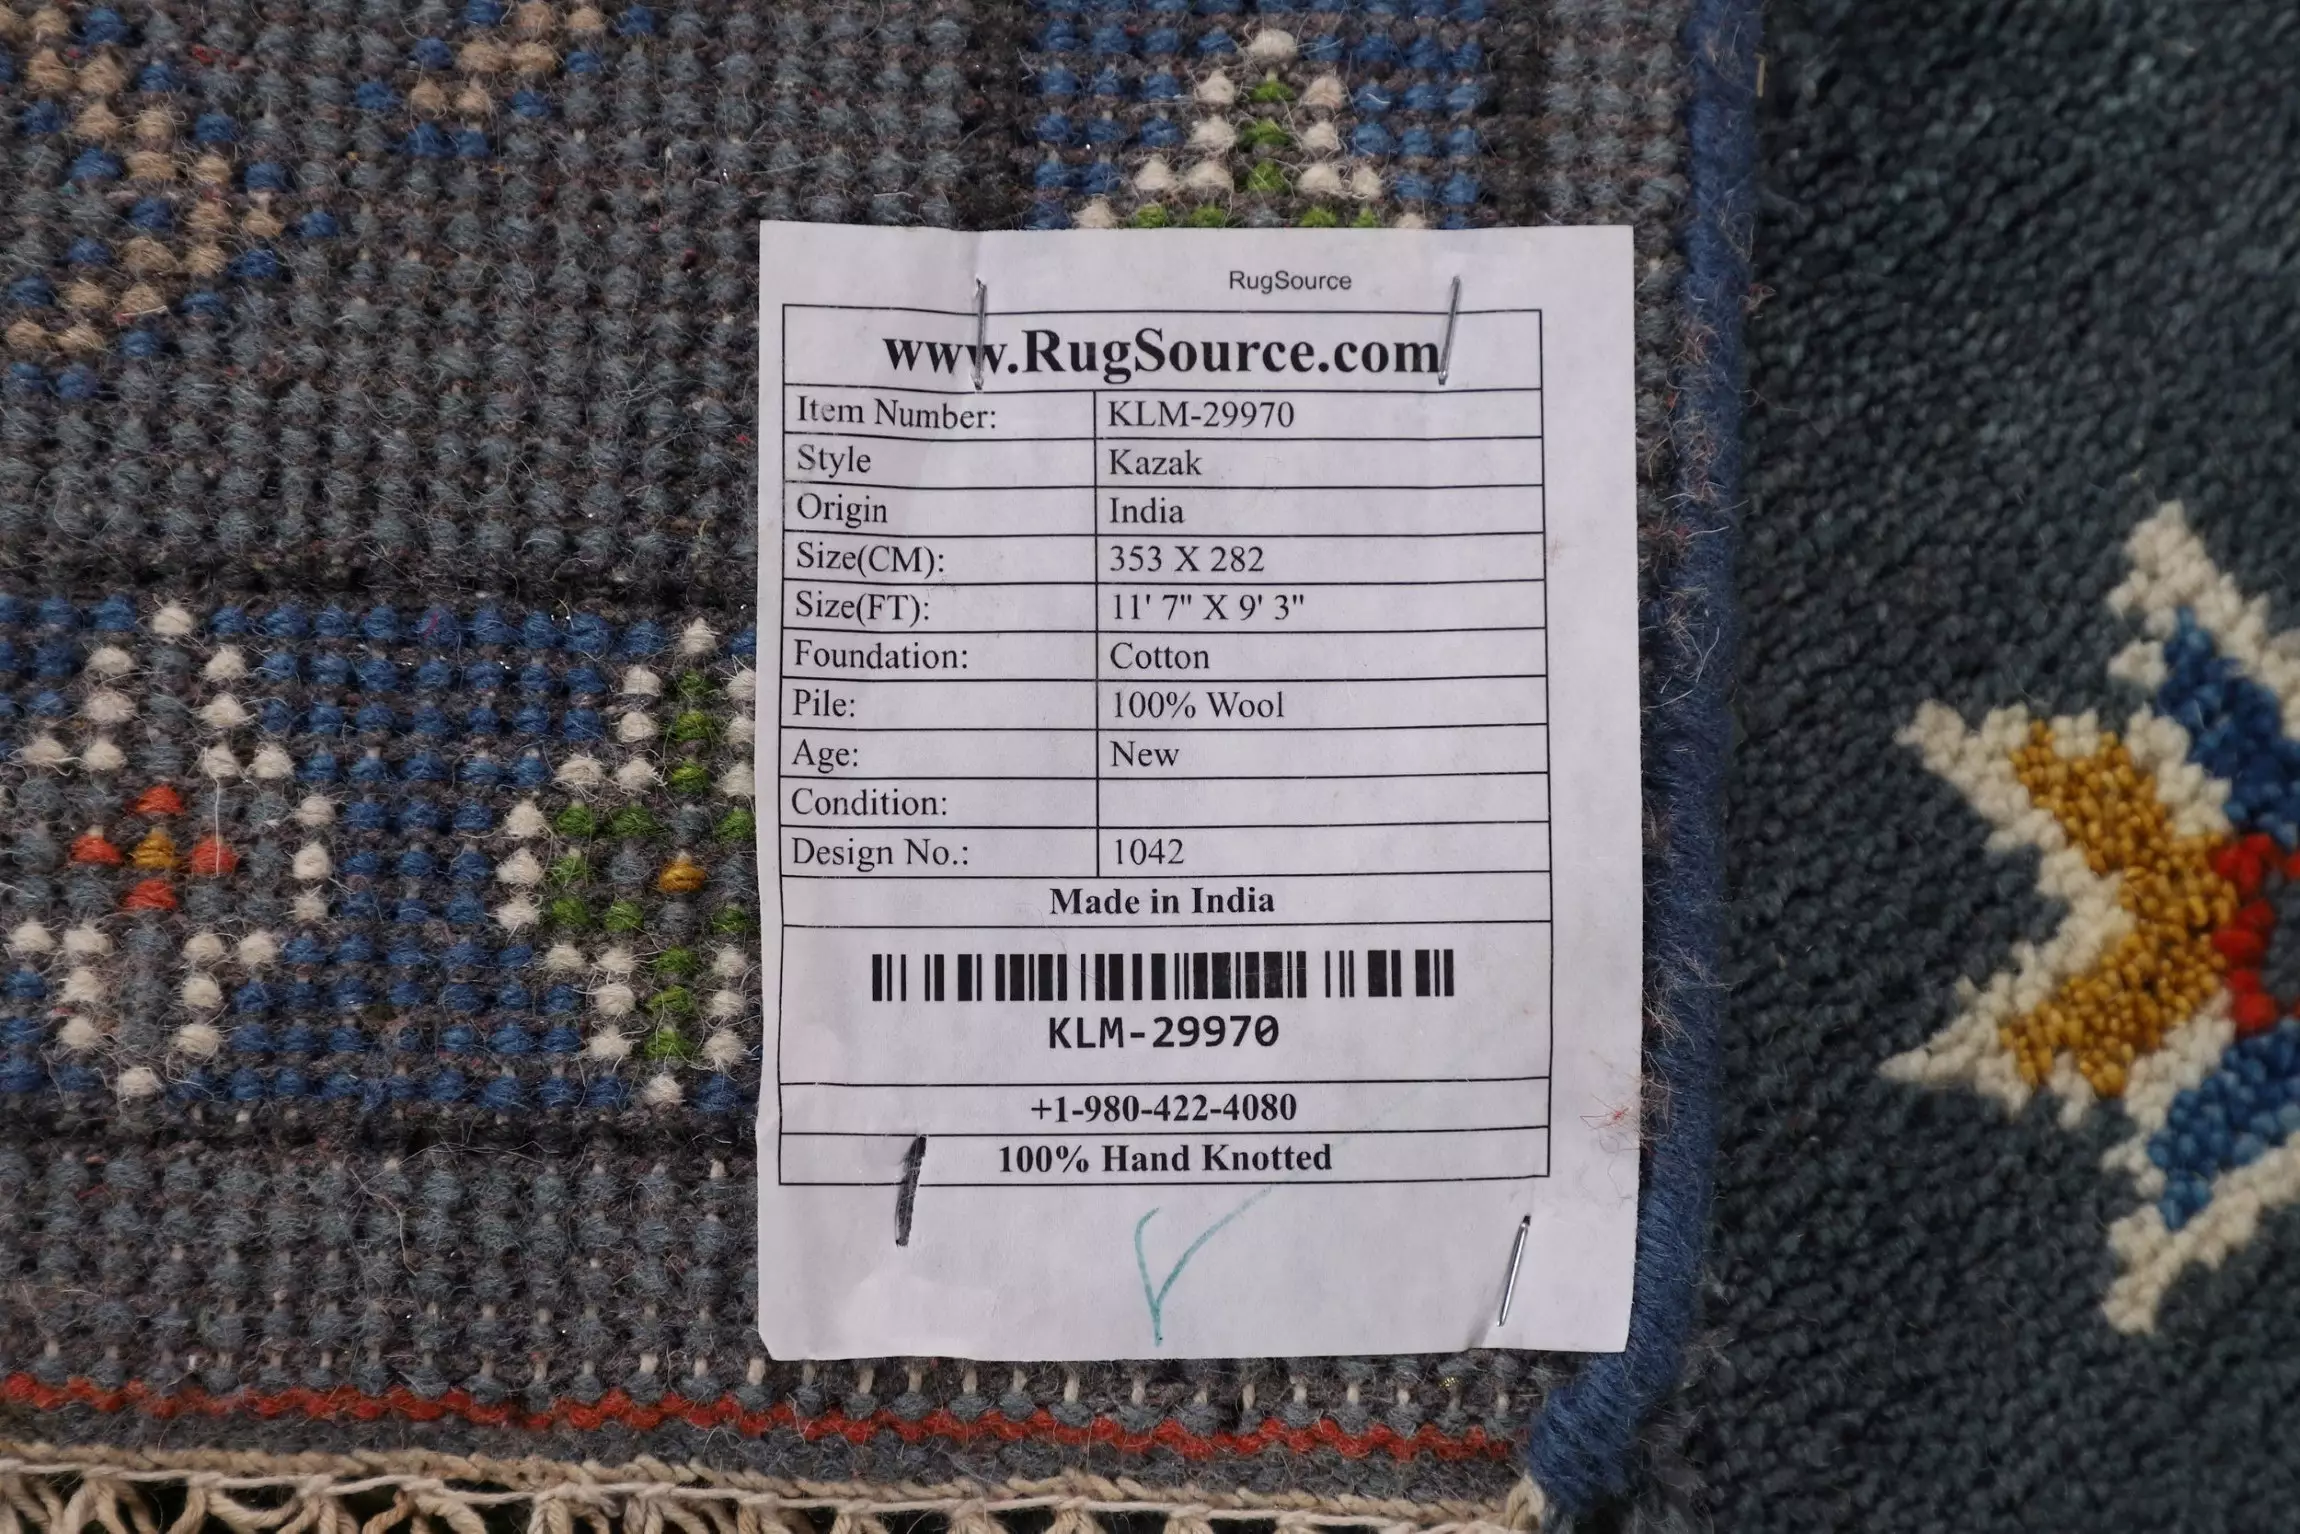 RugSource
www.RugSource.com
Item Number: KLM-29970
Style Kazak
Origin India
Size(CM): 353 X 282
Size(FT): 11' 7" X 9' 3"
Foundation: Cotton
Pile: 100% Wool
Age: New
Condition:
Design No.: 1042
Made in India
KLM-29970
+1-980-422-4080
100% Hand Knotted